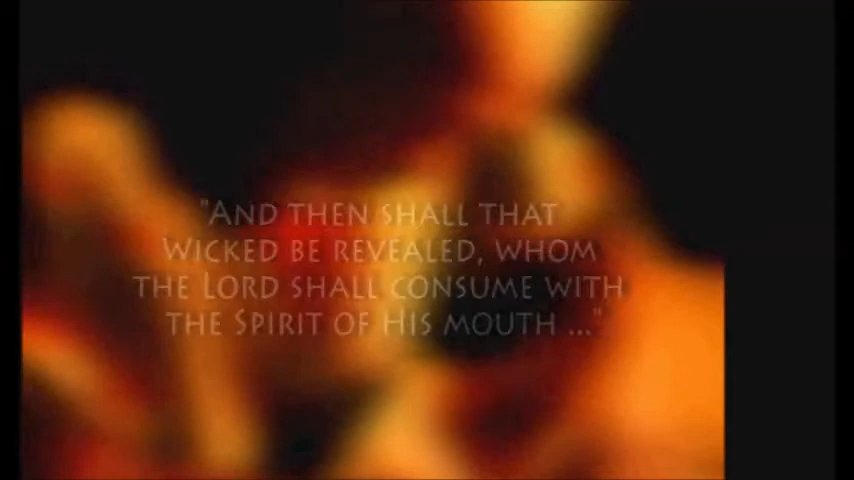 "And then shall that
Wicked be revealed, whom
the Lord shall consume with
the Spirit of His mouth ..."